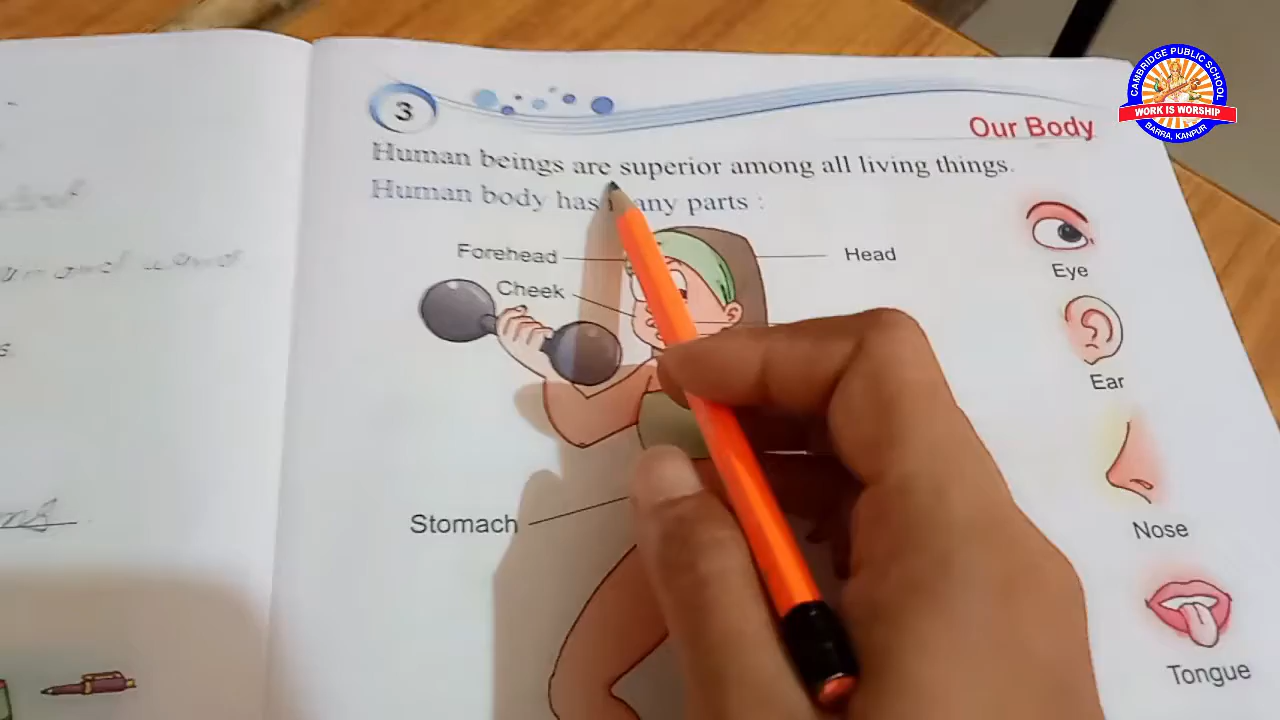 CAMBRIDGE PUBLIC SCHOOL
WORK IS WORSHIP
BARRA, KANPUR
3
Our Body
Human beings are superior among all living things.
Human body has any parts :
Forehead
Head
Cheek
Eye
Ear
Stomach
Nose
Tongue